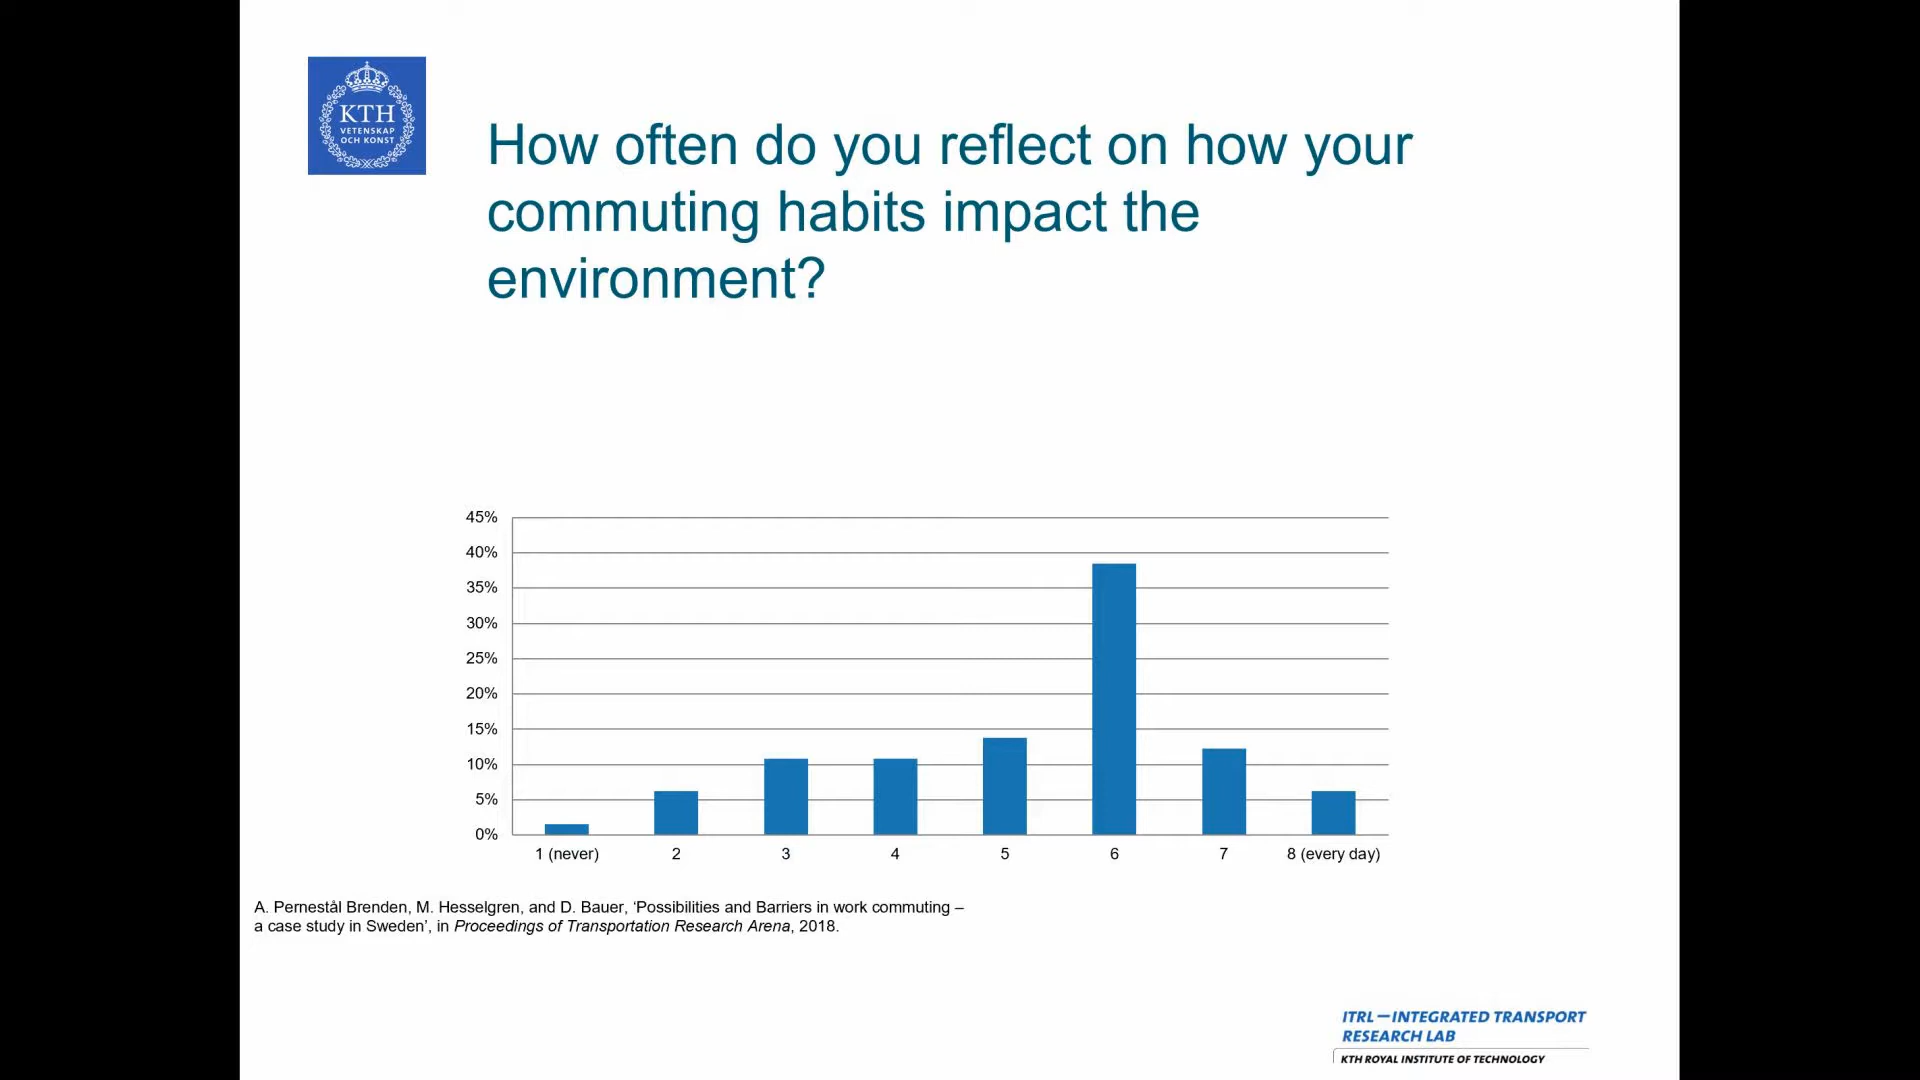 KTH
VETENSKAP
OCH KONST
How often do you reflect on how your
commuting habits impact the
environment?
45%
40%
35%
30%
25%
20%
15%
10%
5%
0%
1 (never) 2 3 4 5 6 7 8 (every day)
A. Pernestål Brenden, M. Hesselgren, and D. Bauer, ‘Possibilities and Barriers in work commuting –
a case study in Sweden’, in Proceedings of Transportation Research Arena, 2018.
ITRL—INTEGRATED TRANSPORT
RESEARCH LAB
KTH ROYAL INSTITUTE OF TECHNOLOGY